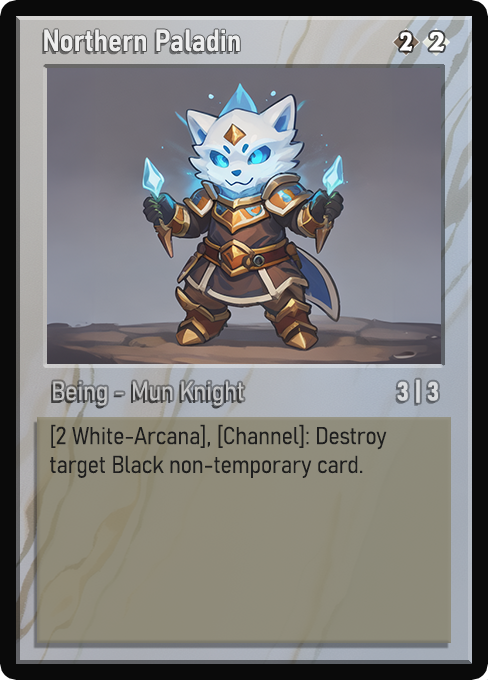 Northern Paladin 2 2
Being - Mun Knight 3|3
[2 White-Arcana], [Channel]: Destroy
target Black non-temporary card.